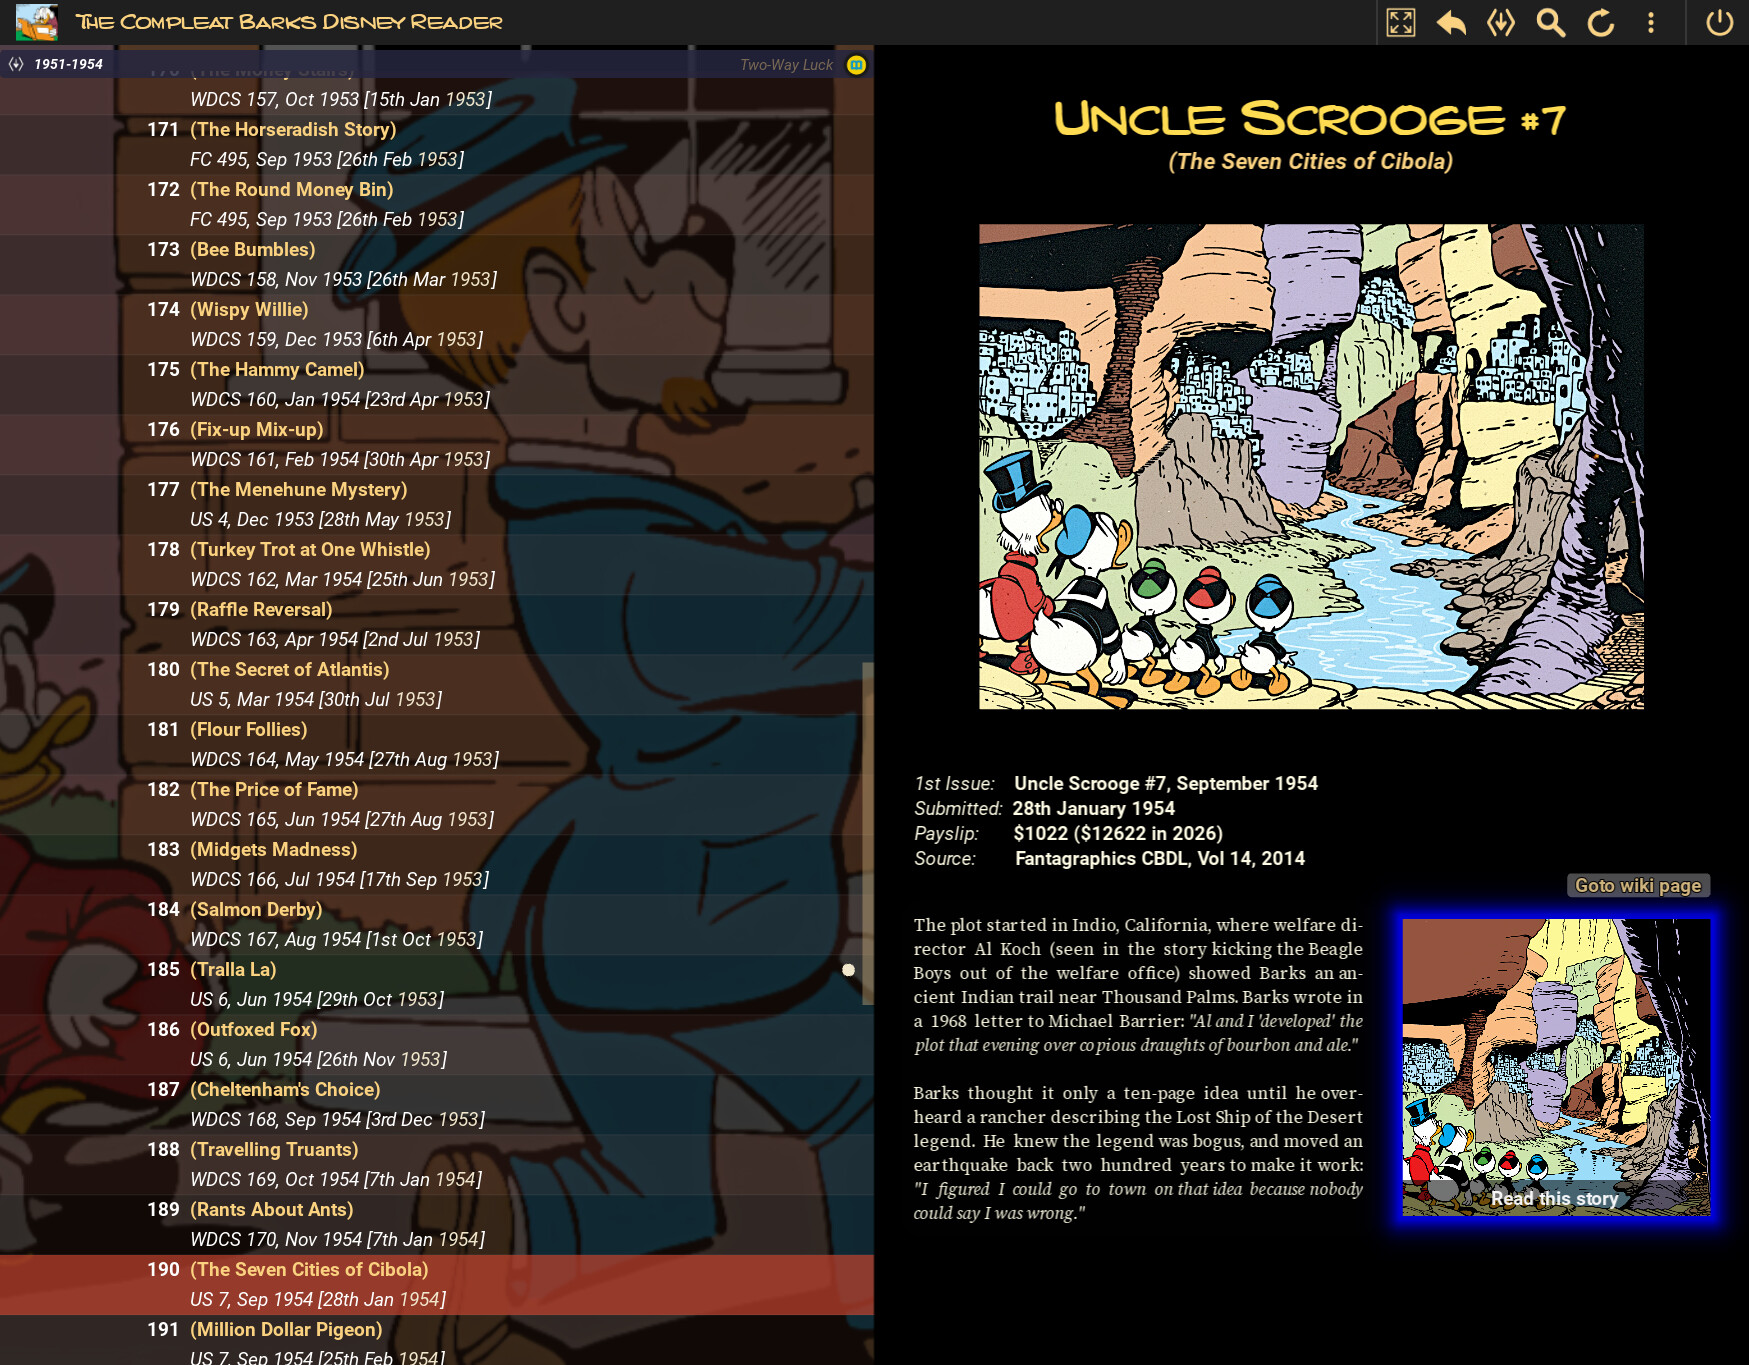 The Compleat Barks Disney Reader
1951-1954
Two-Way Luck
170 (The Money Stairs)
WDCS 157, Oct 1953 [15th Jan 1953]
171 (The Horseradish Story)
FC 495, Sep 1953 [26th Feb 1953]
172 (The Round Money Bin)
FC 495, Sep 1953 [26th Feb 1953]
173 (Bee Bumbles)
WDCS 158, Nov 1953 [26th Mar 1953]
174 (Wispy Willie)
WDCS 159, Dec 1953 [6th Apr 1953]
175 (The Hammy Camel)
WDCS 160, Jan 1954 [23rd Apr 1953]
176 (Fix-up Mix-up)
WDCS 161, Feb 1954 [30th Apr 1953]
177 (The Menehune Mystery)
US 4, Dec 1953 [28th May 1953]
178 (Turkey Trot at One Whistle)
WDCS 162, Mar 1954 [25th Jun 1953]
179 (Raffle Reversal)
WDCS 163, Apr 1954 [2nd Jul 1953]
180 (The Secret of Atlantis)
US 5, Mar 1954 [30th Jul 1953]
181 (Flour Follies)
WDCS 164, May 1954 [27th Aug 1953]
182 (The Price of Fame)
WDCS 165, Jun 1954 [27th Aug 1953]
183 (Midgets Madness)
WDCS 166, Jul 1954 [17th Sep 1953]
184 (Salmon Derby)
WDCS 167, Aug 1954 [1st Oct 1953]
185 (Tralla La)
US 6, Jun 1954 [29th Oct 1953]
186 (Outfoxed Fox)
US 6, Jun 1954 [26th Nov 1953]
187 (Cheltenham's Choice)
WDCS 168, Sep 1954 [3rd Dec 1953]
188 (Travelling Truants)
WDCS 169, Oct 1954 [7th Jan 1954]
189 (Rants About Ants)
WDCS 170, Nov 1954 [7th Jan 1954]
190 (The Seven Cities of Cibola)
US 7, Sep 1954 [28th Jan 1954]
191 (Million Dollar Pigeon)
US 7, Sep 1954 [25th Feb 1954]
Uncle Scrooge #7
(The Seven Cities of Cibola)
1st Issue: Uncle Scrooge #7, September 1954
Submitted: 28th January 1954
Payslip: $1022 ($12622 in 2026)
Source: Fantagraphics CBDL, Vol 14, 2014
Goto wiki page
The plot started in Indio, California, where welfare di-
rector Al Koch (seen in the story kicking the Beagle
Boys out of the welfare office) showed Barks an an-
cient Indian trail near Thousand Palms. Barks wrote in
a 1968 letter to Michael Barrier: "Al and I 'developed' the
plot that evening over copious draughts of bourbon and ale."
Barks thought it only a ten-page idea until he over-
heard a rancher describing the Lost Ship of the Desert
legend. He knew the legend was bogus, and moved an
earthquake back two hundred years to make it work:
"I figured I could go to town on that idea because nobody
could say I was wrong."
Read this story